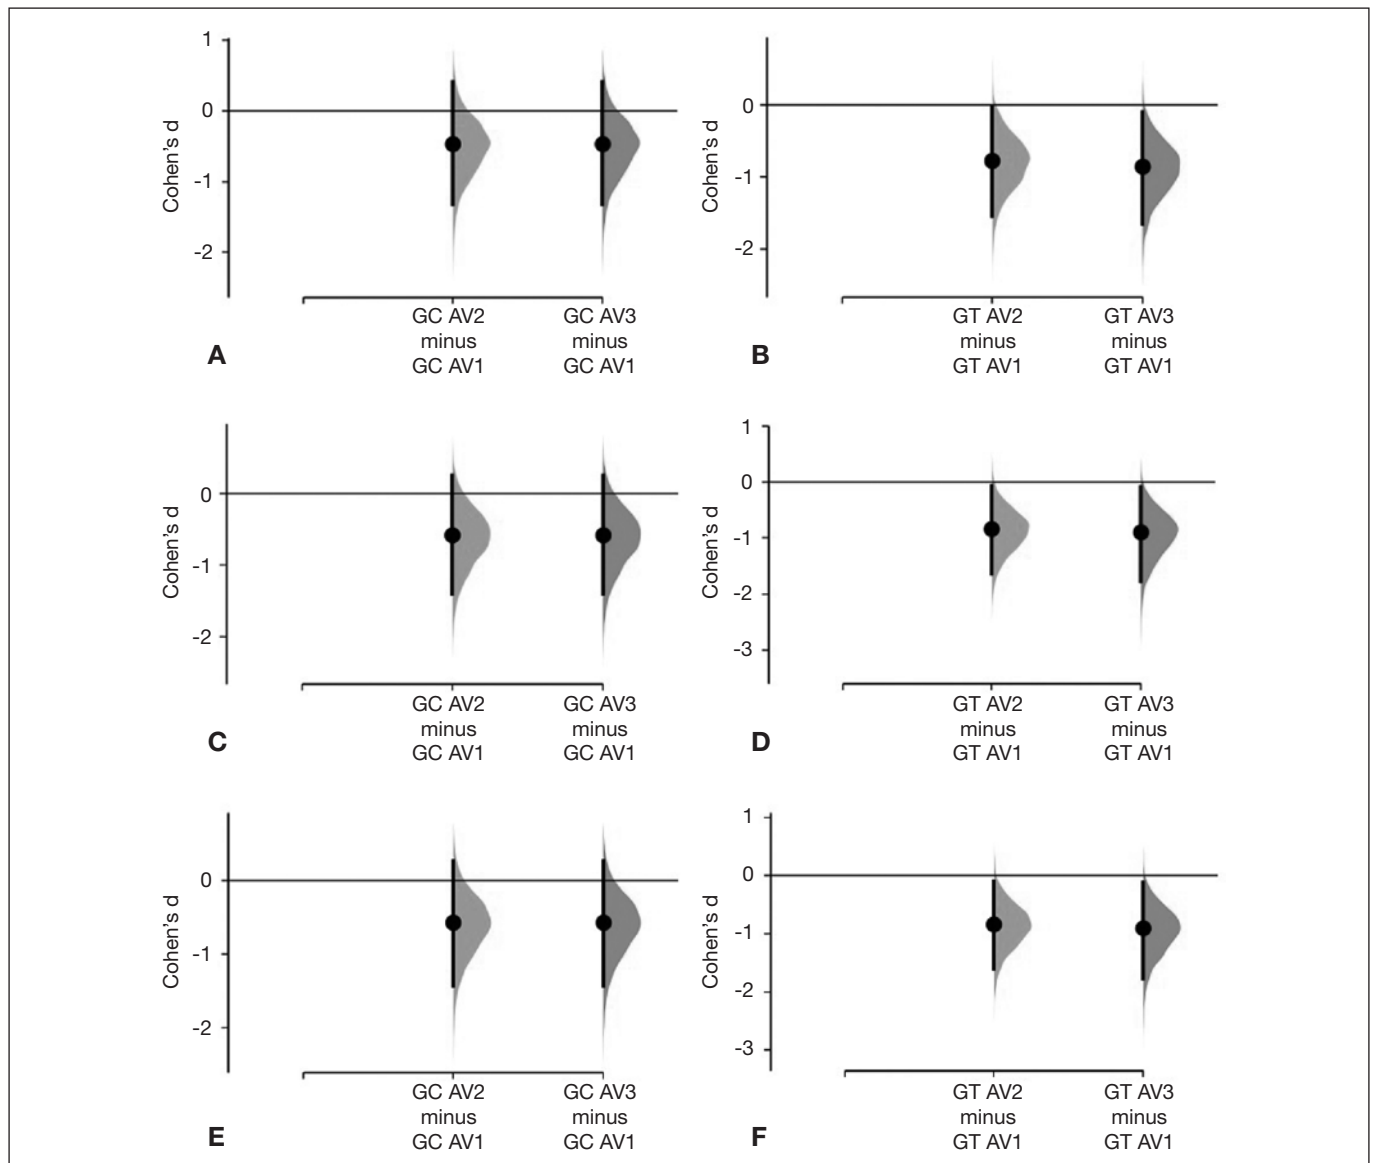 1
0
-1
-2
Cohen's d
GC AV2
minus
GC AV1
GC AV3
minus
GC AV1
A
0
-1
-2
Cohen's d
GT AV2
minus
GT AV1
GT AV3
minus
GT AV1
B
0
-1
-2
Cohen's d
GC AV2
minus
GC AV1
GC AV3
minus
GC AV1
C
1
0
-1
-2
-3
Cohen's d
GT AV2
minus
GT AV1
GT AV3
minus
GT AV1
D
0
-1
-2
Cohen's d
GC AV2
minus
GC AV1
GC AV3
minus
GC AV1
E
1
0
-1
-2
-3
Cohen's d
GT AV2
minus
GT AV1
GT AV3
minus
GT AV1
F